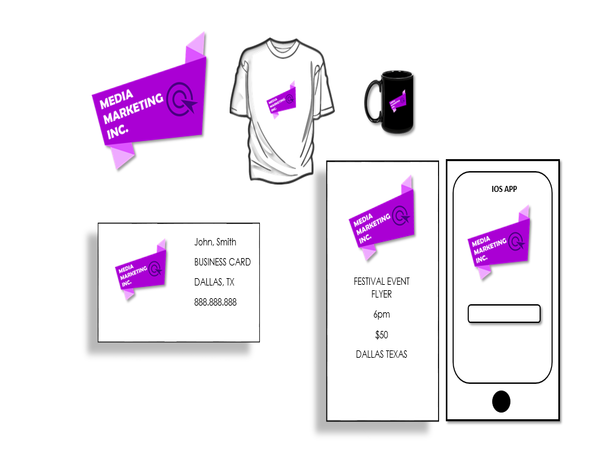 MEDIA
MARKETING
INC.
John, Smith
BUSINESS CARD
DALLAS, TX
888.888.888
MEDIA
MARKETING
INC.
MEDIA
MARKETING
INC.
FESTIVAL EVENT
FLYER
6pm
$50
DALLAS TEXAS
IOS APP
MEDIA
MARKETING
INC.